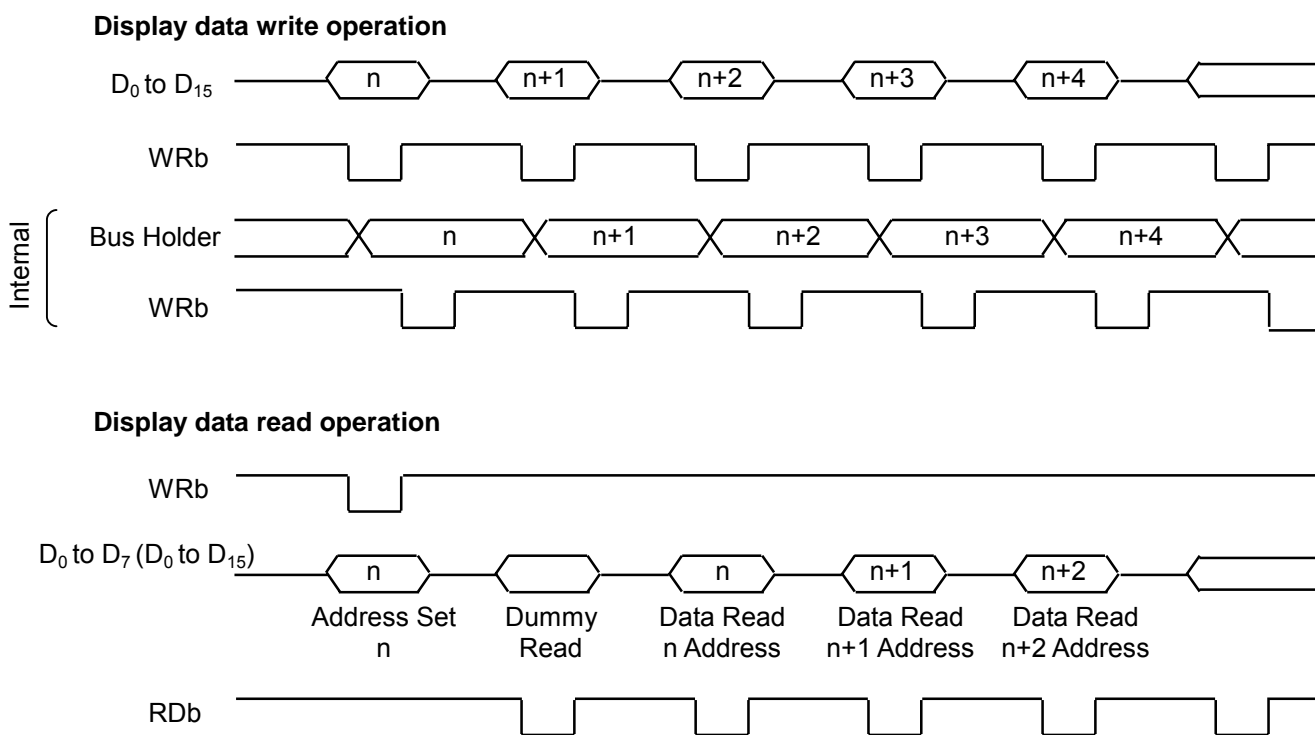 Display data write operation
D0 to D15 n n+1 n+2 n+3 n+4
WRb
Internal
Bus Holder n n+1 n+2 n+3 n+4
WRb
Display data read operation
WRb
D0 to D7 (D0 to D15) n n n+1 n+2
Address Set Dummy Data Read Data Read Data Read
n Read n Address n+1 Address n+2 Address
RDb